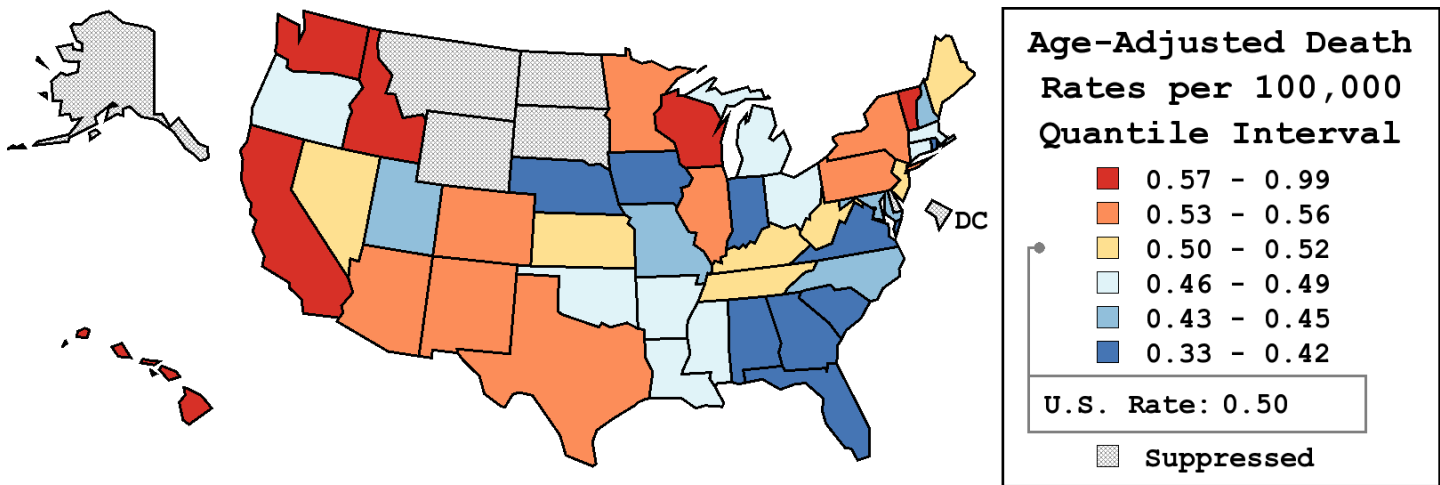 DC
Age-Adjusted Death
Rates per 100,000
Quantile Interval
0.57 - 0.99
0.53 - 0.56
0.50 - 0.52
0.46 - 0.49
0.43 - 0.45
0.33 - 0.42
U.S. Rate: 0.50
Suppressed